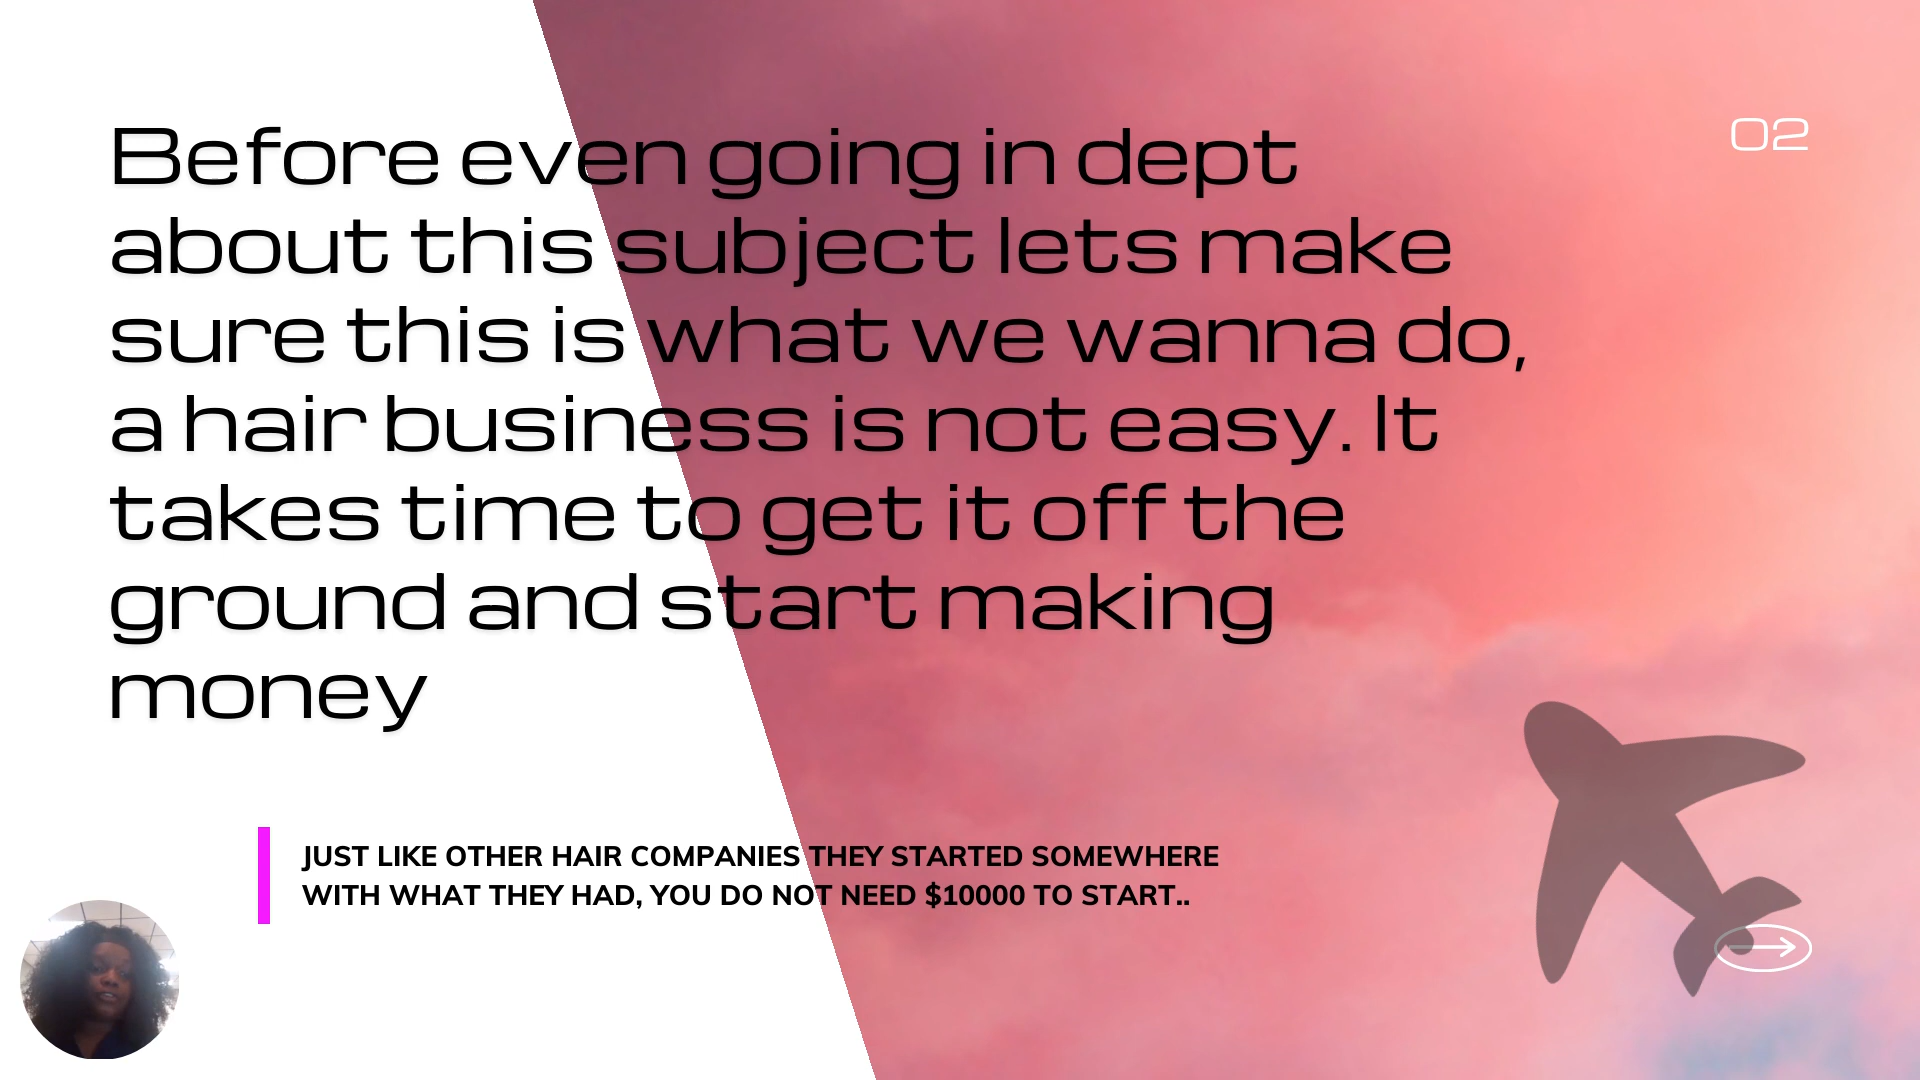 02
Before even going in dept
about this subject lets make
sure this is what we wanna do,
a hair business is not easy. It
takes time to get it off the
ground and start making
money
JUST LIKE OTHER HAIR COMPANIES THEY STARTED SOMEWHERE
WITH WHAT THEY HAD, YOU DO NOT NEED $10000 TO START..